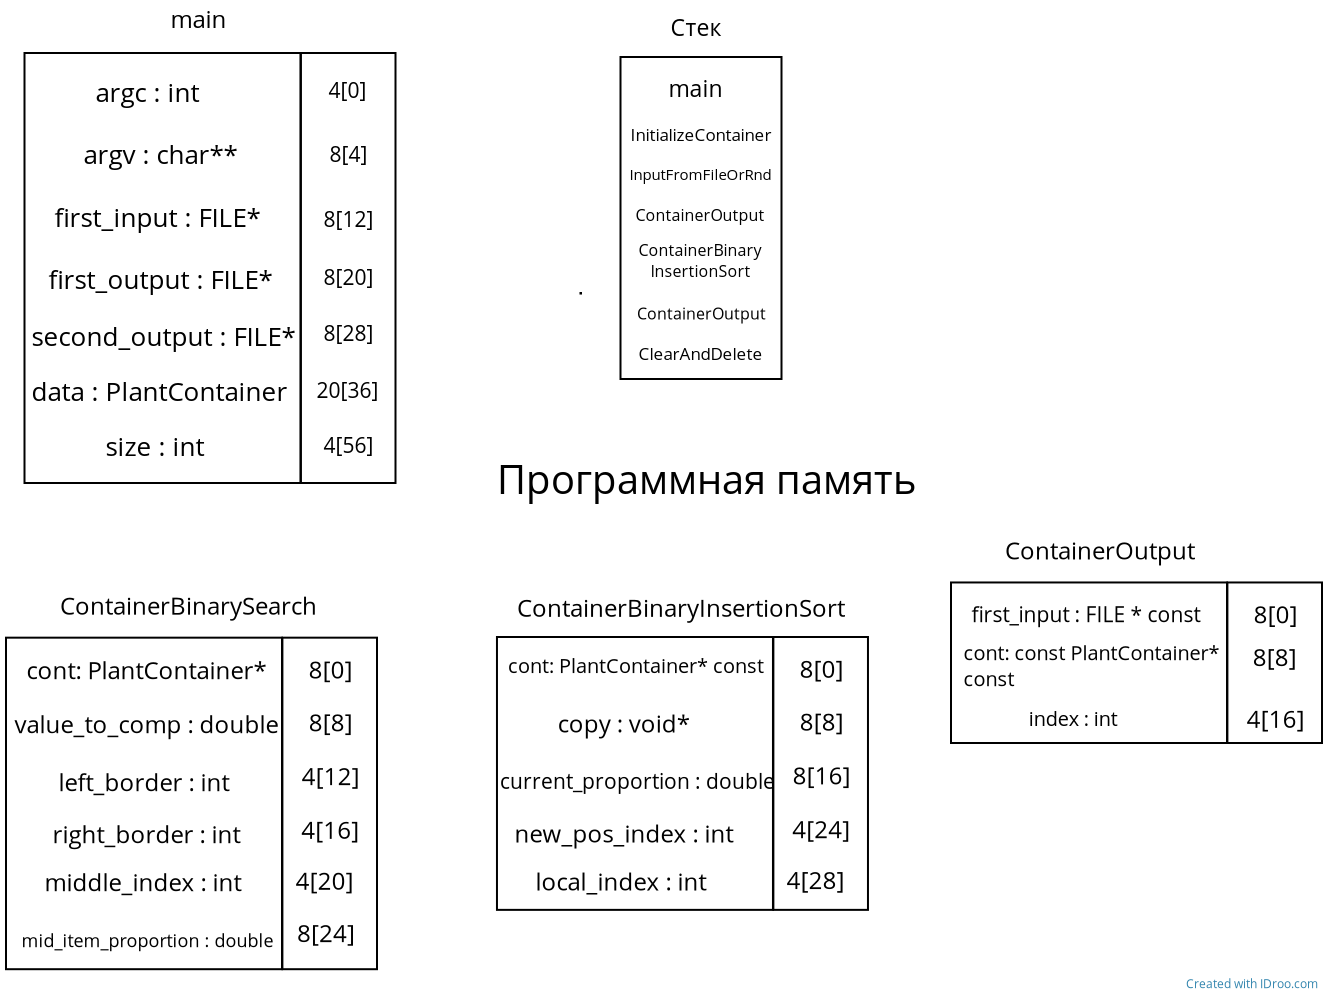 main
argc : int 4[0]
argv : char** 8[4]
first_input : FILE* 8[12]
first_output : FILE* 8[20]
second_output : FILE* 8[28]
data : PlantContainer 20[36]
size : int 4[56]
Стек
main
InitializeContainer
InputFromFileOrRnd
ContainerOutput
ContainerBinary
InsertionSort
ContainerOutput
ClearAndDelete
Программная память
ContainerBinarySearch
cont: PlantContainer* 8[0]
value_to_comp : double 8[8]
left_border : int 4[12]
right_border : int 4[16]
middle_index : int 4[20]
mid_item_proportion : double 8[24]
ContainerBinaryInsertionSort
cont: PlantContainer* const 8[0]
copy : void* 8[8]
current_proportion : double 8[16]
new_pos_index : int 4[24]
local_index : int 4[28]
ContainerOutput
first_input : FILE * const 8[0]
cont: const PlantContainer* 8[8]
const
index : int 4[16]
Created with IDroo.com